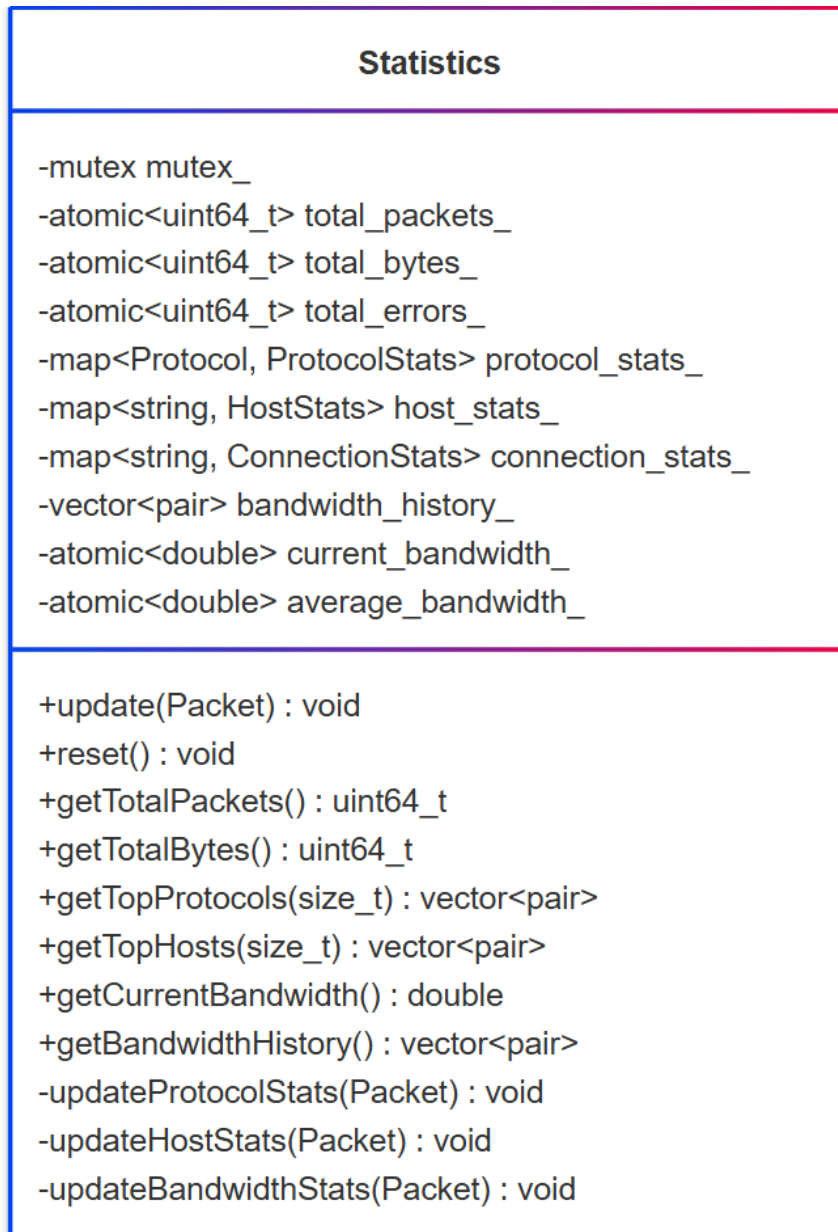 Statistics
-mutex mutex_
-atomic<uint64_t> total_packets_
-atomic<uint64_t> total_bytes_
-atomic<uint64_t> total_errors_
-map<Protocol, ProtocolStats> protocol_stats_
-map<string, HostStats> host_stats_
-map<string, ConnectionStats> connection_stats_
-vector<pair> bandwidth_history_
-atomic<double> current_bandwidth_
-atomic<double> average_bandwidth_
+update(Packet) : void
+reset() : void
+getTotalPackets() : uint64_t
+getTotalBytes() : uint64_t
+getTopProtocols(size_t) : vector<pair>
+getTopHosts(size_t) : vector<pair>
+getCurrentBandwidth() : double
+getBandwidthHistory() : vector<pair>
-updateProtocolStats(Packet) : void
-updateHostStats(Packet) : void
-updateBandwidthStats(Packet) : void